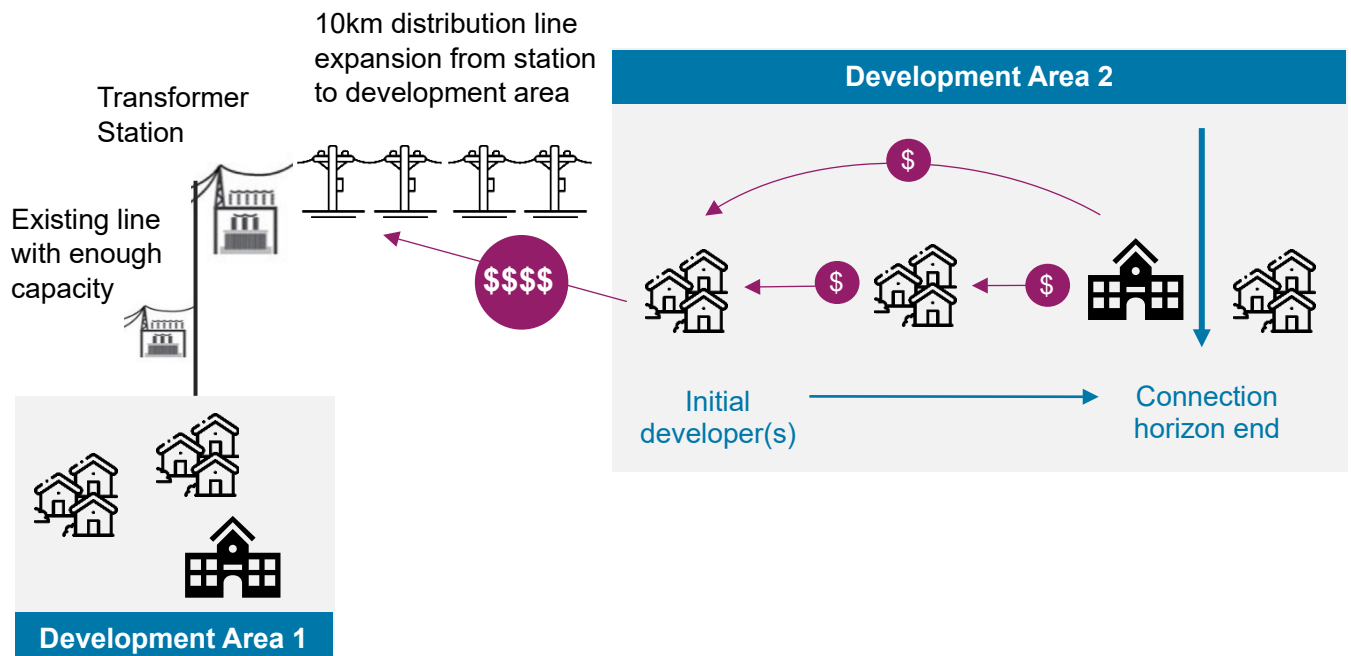 10km distribution line
expansion from station
to development area
Development Area 2
Transformer
Station
$
Existing line
with enough
capacity
$$$$
$
$
Initial
developer(s)
Connection
horizon end
Development Area 1